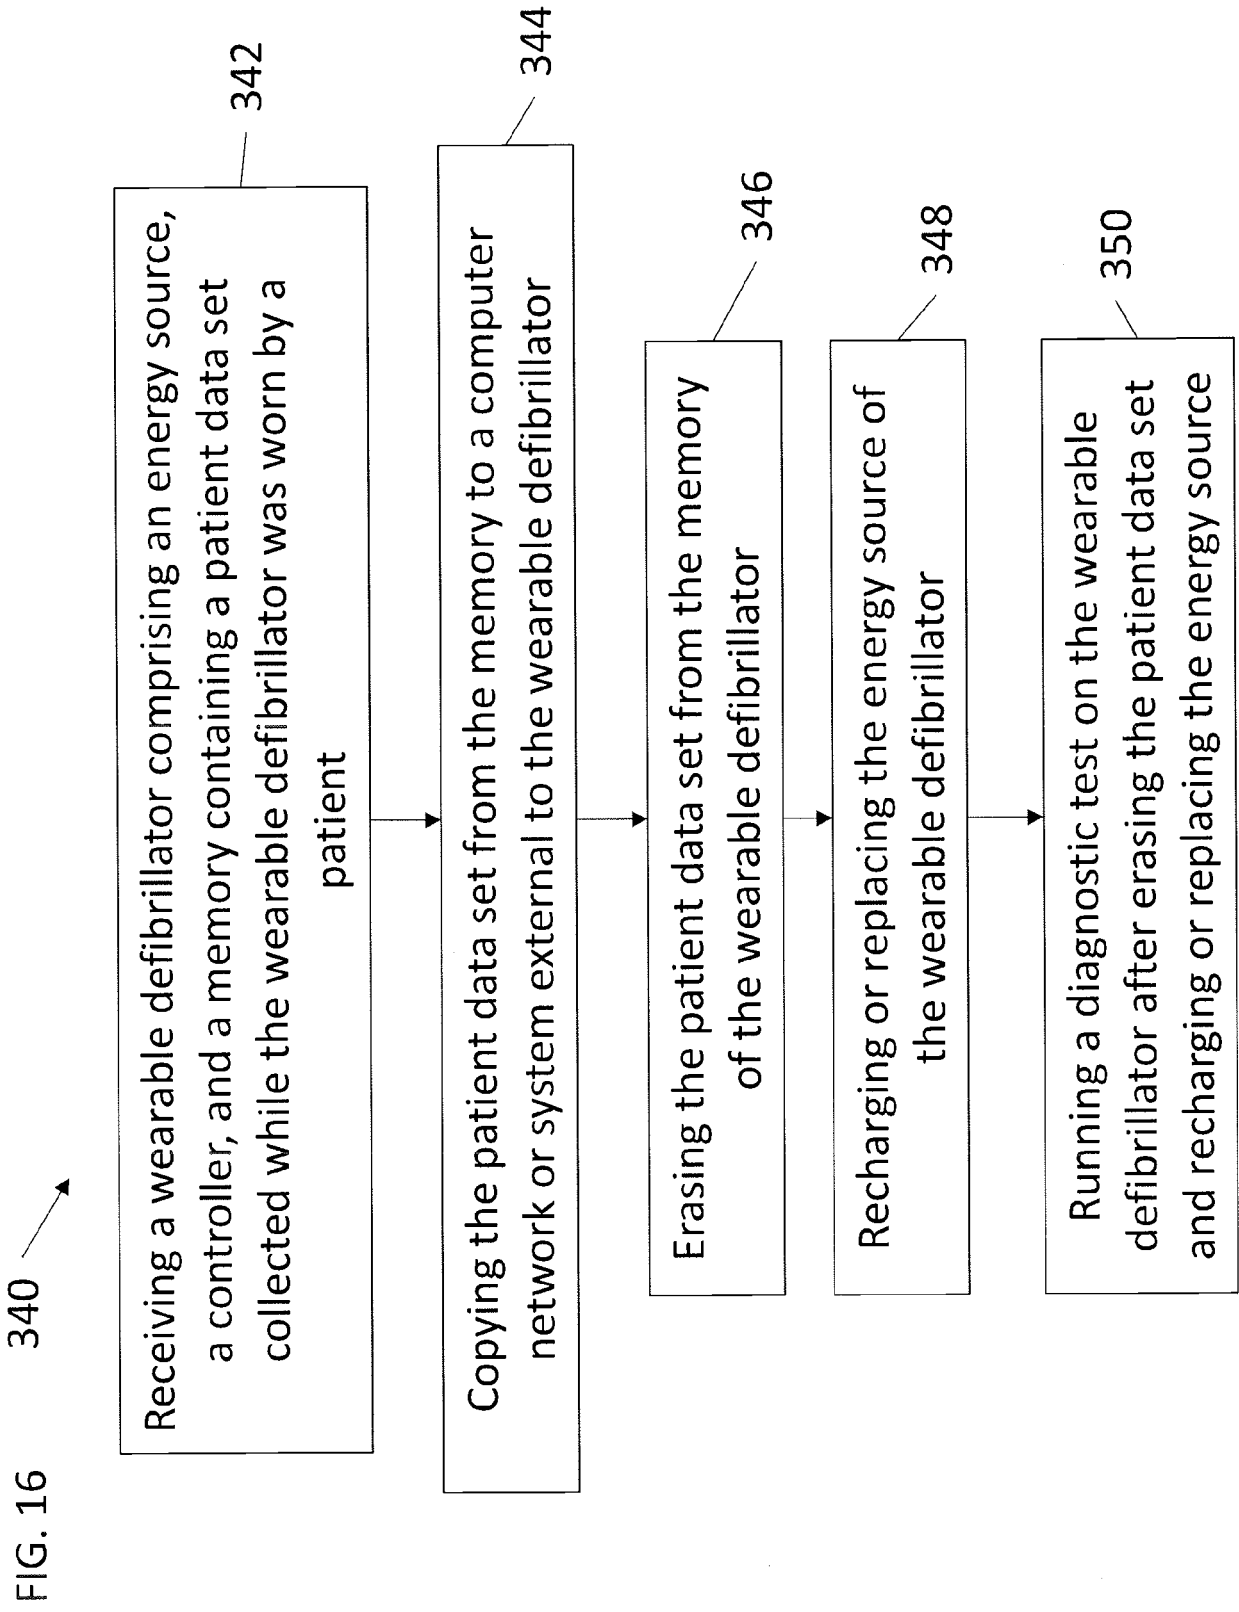 FIG. 16
340
Receiving a wearable defibrillator comprising an energy source,
a controller, and a memory containing a patient data set
collected while the wearable defibrillator was worn by a
patient
342
Copying the patient data set from the memory to a computer
network or system external to the wearable defibrillator
344
Erasing the patient data set from the memory
of the wearable defibrillator
346
Recharging or replacing the energy source of
the wearable defibrillator
348
Running a diagnostic test on the wearable
defibrillator after erasing the patient data set
and recharging or replacing the energy source
350